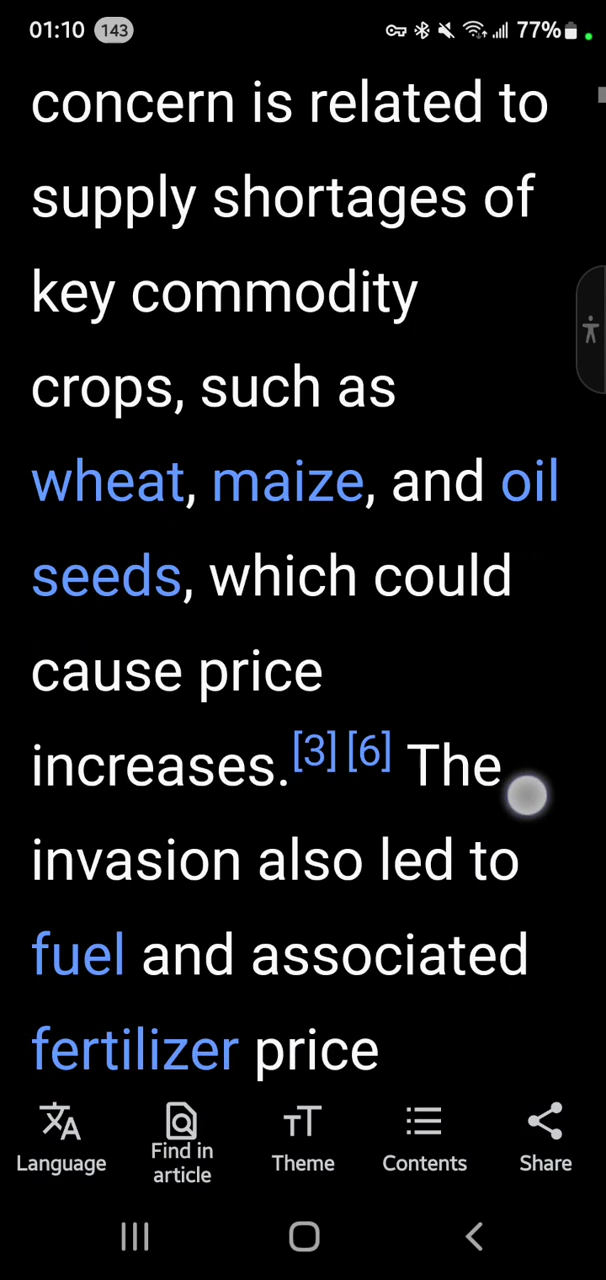 01:10 143 77%
concern is related to
supply shortages of
key commodity
crops, such as
wheat, maize, and oil
seeds, which could
cause price
increases.[3][6] The
invasion also led to
fuel and associated
fertilizer price
Language
Find in
article
Theme
Contents
Share